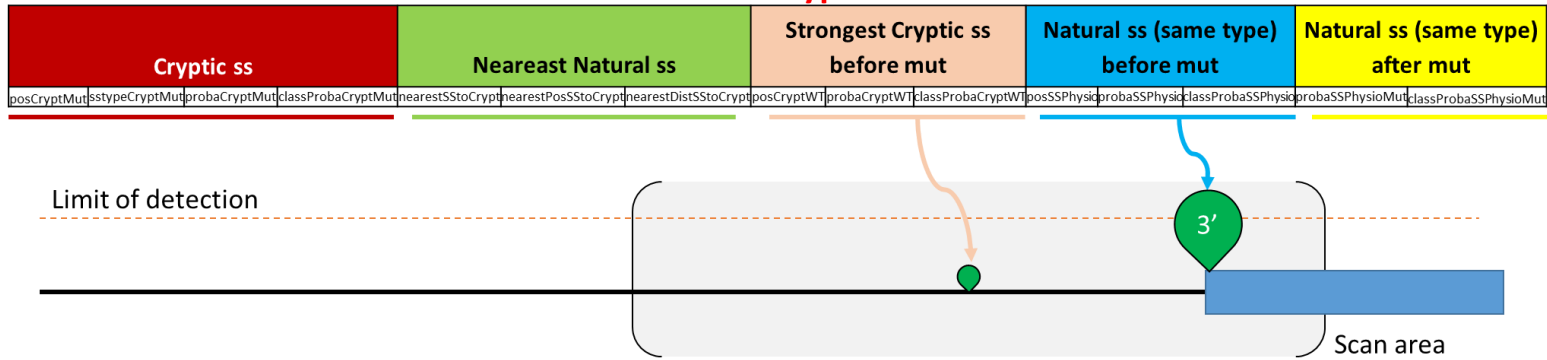 Cryptic ss
Neareast Natural ss
Strongest Cryptic ss
before mut
Natural ss (same type)
before mut
Natural ss (same type)
after mut
posCryptMut sstypeCryptMut probaCryptMut classProbaCryptMut nearestSStoCrypt nearestPosSStoCrypt nearestDistSStoCrypt posCryptWT probaCryptWT classProbaCryptWT posSSPhysio probaSSPhysio classProbaSSPhysio probaSSPhysioMut classProbaSSPhysioMut
Limit of detection
3’
Scan area